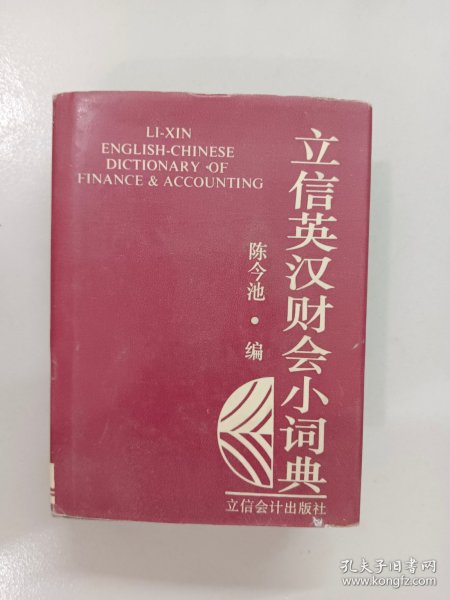 LI-XIN
ENGLISH-CHINESE
DICTIONARY OF
FINANCE & ACCOUNTING
立信英汉财会小词典
陈今池·编
立信会计出版社
孔夫子旧书网
www.kongfz.com